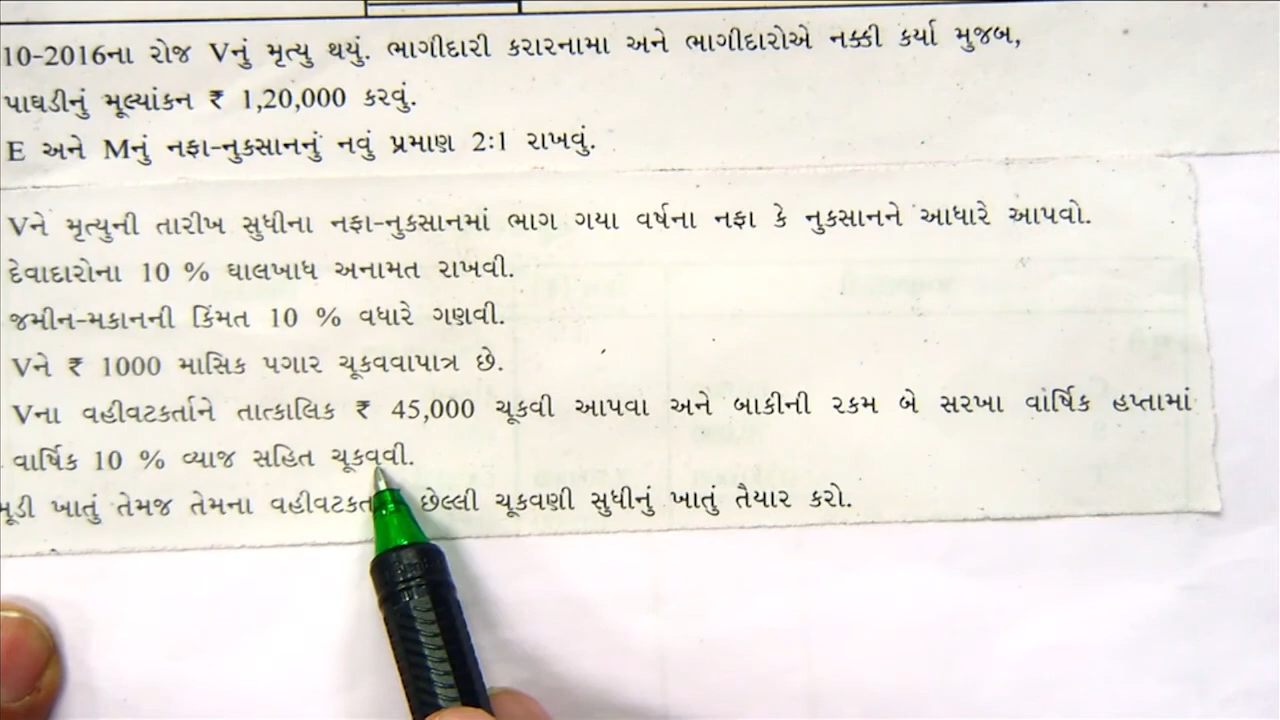 10-2016ના રોજ Vનું મૃત્યુ થયું. ભાગીદારી કરારનામા અને ભાગીદારોએ નક્કી કર્યા મુજબ,
પાઘડીનું મૂલ્યાંકન ₹ 1,20,000 કરવું.
E અને Mનું નફા-નુકસાનનું નવું પ્રમાણ 2:1 રાખવું.
Vને મૃત્યુની તારીખ સુધીના નફા-નુકસાનમાં ભાગ ગયા વર્ષના નફા કે નુકસાનને આધારે આપવો.
દેવાદારોના 10 % ઘાલખાધ અનામત રાખવી.
જમીન-મકાનની કિંમત 10 % વધારે ગણવી.
Vને ₹ 1000 માસિક પગાર ચૂકવવાપાત્ર છે.
Vના વહીવટકર્તાને તાત્કાલિક ₹ 45,000 ચૂકવી આપવા અને બાકીની રકમ બે સરખા વાર્ષિક હપ્તામાં
વાર્ષિક 10 % વ્યાજ સહિત ચૂકવવી.
ખાતું તેમજ તેમના છેલ્લી ચૂકવણી સુધીનું ખાતું તૈયાર કરો.